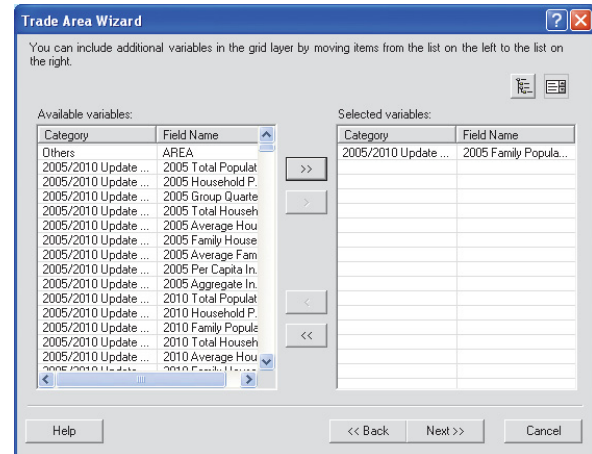 Trade Area Wizard
You can include additional variables in the grid layer by moving items from the list on the left to the list on
the right.
Available variables:
Category Field Name
Others AREA
2005/2010 Update ... 2005 Total Populat
2005/2010 Update ... 2005 Household P.
2005/2010 Update ... 2005 Group Quarte
2005/2010 Update ... 2005 Total Househ
2005/2010 Update ... 2005 Average Hou
2005/2010 Update ... 2005 Family House
2005/2010 Update ... 2005 Average Fam
2005/2010 Update ... 2005 Per Capita In.
2005/2010 Update ... 2005 Aggregate In.
2005/2010 Update ... 2010 Total Populat
2005/2010 Update ... 2010 Household P.
2005/2010 Update ... 2010 Family Popula
2005/2010 Update ... 2010 Total Househ
2005/2010 Update ... 2010 Average Hou
2005/2010 Update 2010 Family House
>>
>
<
<<
Selected variables:
Category Field Name
2005/2010 Update ... 2005 Family Popula...
Help << Back Next >> Cancel